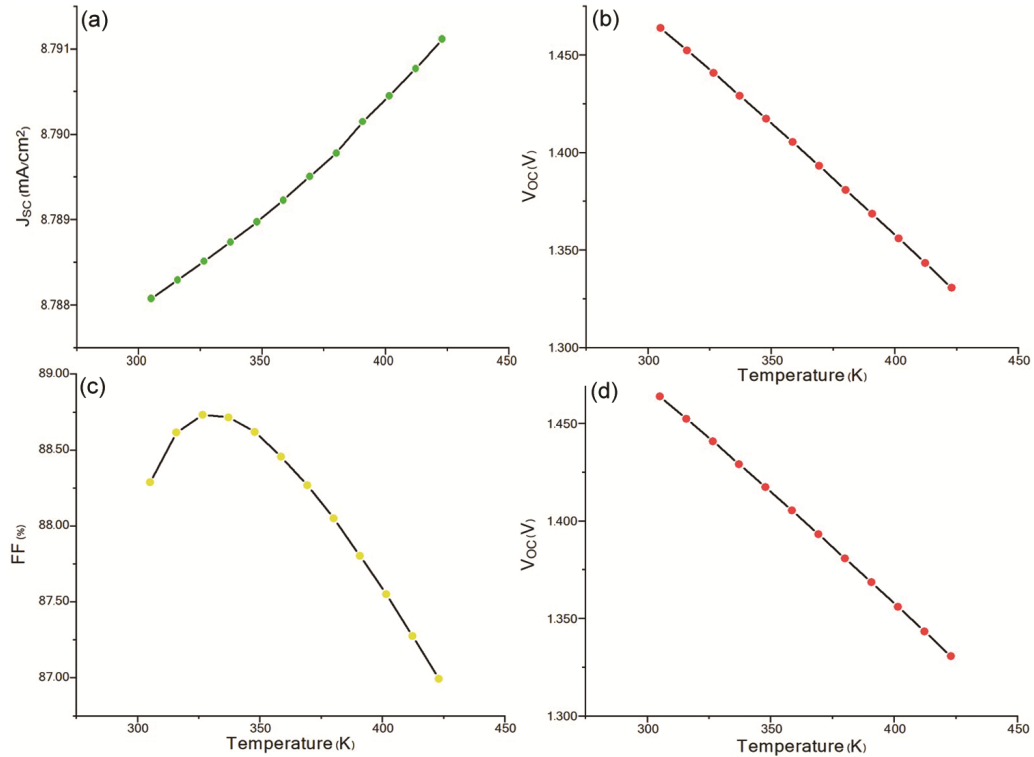 (a)
8.791
8.790
8.789
8.788
JSC (mA/cm²)
300 350 400 450
(b)
1.450
1.400
1.350
1.300
VOC (V)
300 350 400 450
Temperature (K)
(c)
89.00
88.50
88.00
87.50
87.00
FF (%)
300 350 400 450
Temperature (K)
(d)
1.450
1.400
1.350
1.300
VOC (V)
300 350 400 450
Temperature (K)